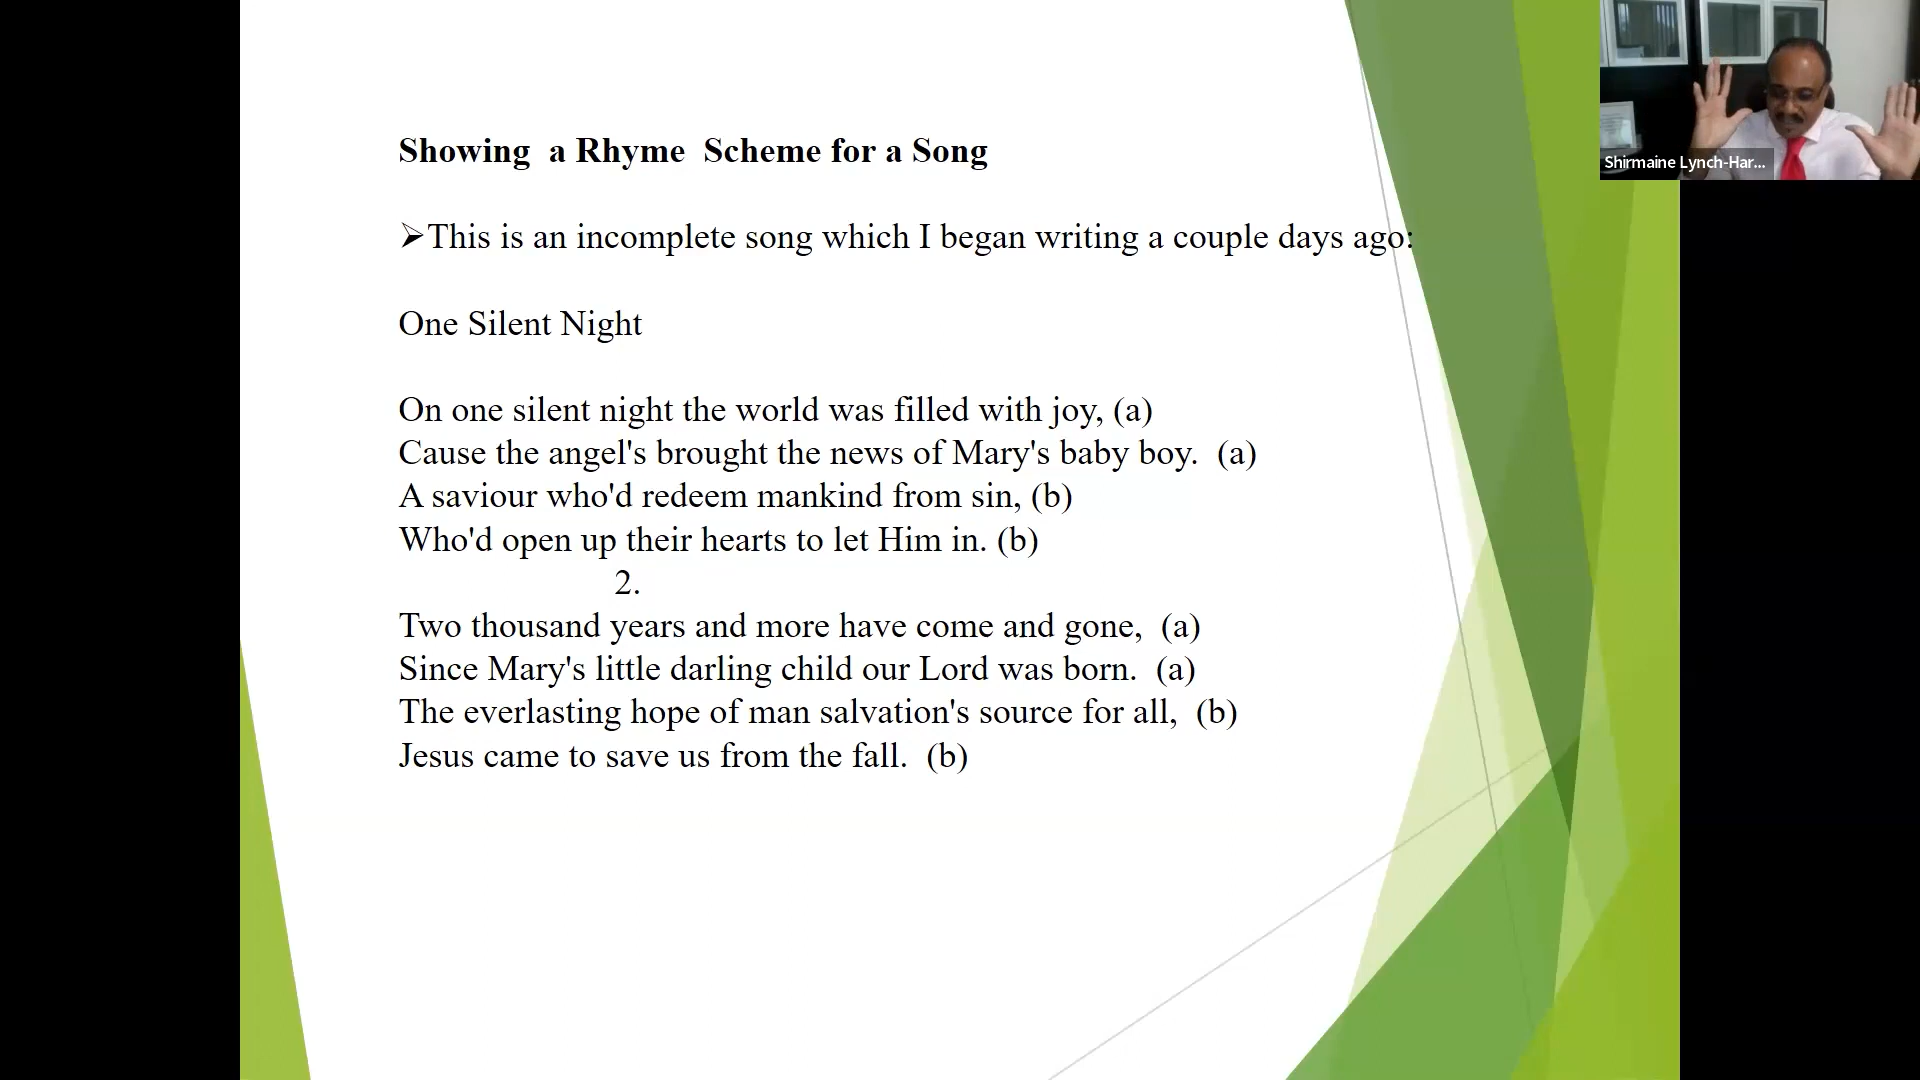 Showing a Rhyme Scheme for a Song
➢This is an incomplete song which I began writing a couple days ago:
One Silent Night
On one silent night the world was filled with joy, (a)
Cause the angel's brought the news of Mary's baby boy. (a)
A saviour who'd redeem mankind from sin, (b)
Who'd open up their hearts to let Him in. (b)
2.
Two thousand years and more have come and gone, (a)
Since Mary's little darling child our Lord was born. (a)
The everlasting hope of man salvation's source for all, (b)
Jesus came to save us from the fall. (b)
Shirmaine Lynch-Har...